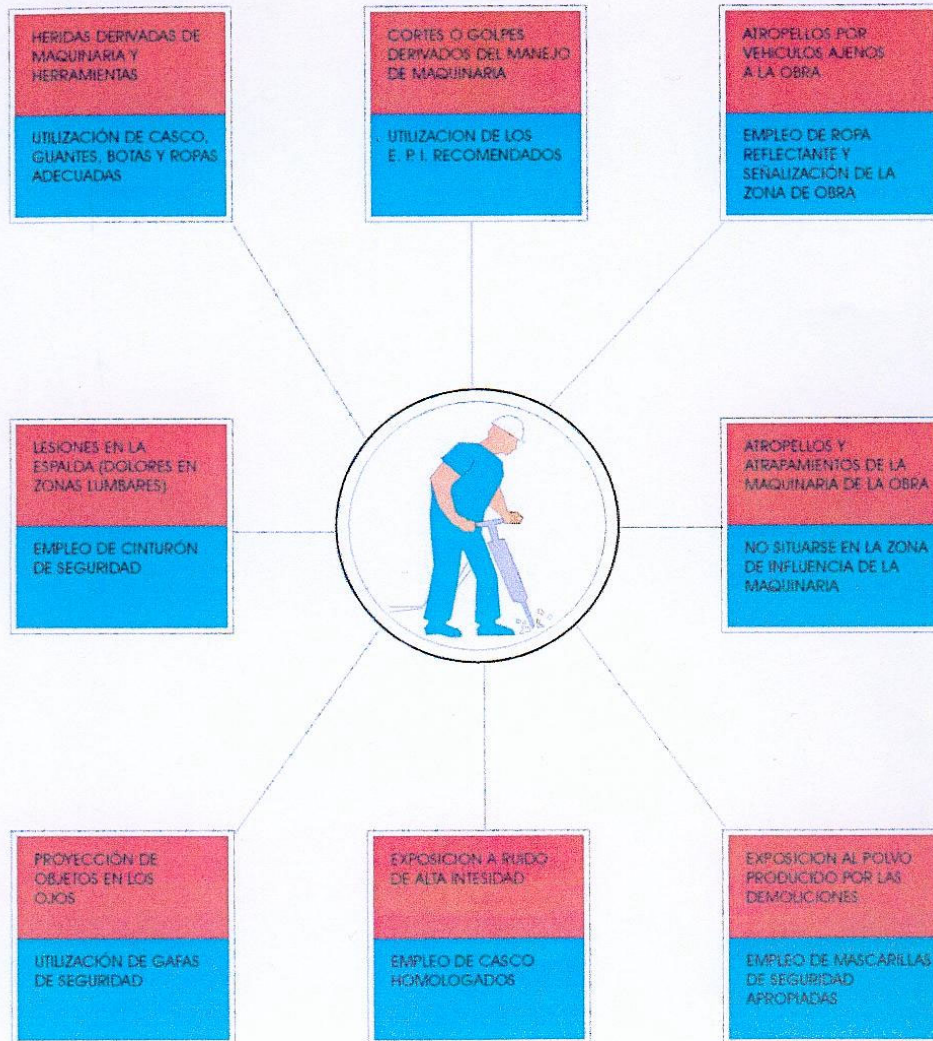 HERIDAS DERIVADAS DE
MAQUINARIA Y
HERRAMIENTAS
UTILIZACIÓN DE CASCO,
GUANTES, BOTAS Y ROPAS
ADECUADAS
CORTES O GOLPES
DERIVADOS DEL MANEJO
DE MAQUINARIA
UTILIZACION DE LOS
E. P. I. RECOMENDADOS
ATROPELLOS POR
VEHICULOS AJENOS
A LA OBRA
EMPLEO DE ROPA
REFLECTANTE Y
SEÑALIZACIÓN DE LA
ZONA DE OBRA
LESIONES EN LA
ESPALDA (DOLORES EN
ZONAS LUMBARES)
EMPLEO DE CINTURÓN
DE SEGURIDAD
ATROPELLOS Y
ATRAPAMIENTOS DE LA
MAQUINARIA DE LA OBRA
NO SITUARSE EN LA ZONA
DE INFLUENCIA DE LA
MAQUINARIA
PROYECCIÓN DE
OBJETOS EN LOS
OJOS
UTILIZACIÓN DE GAFAS
DE SEGURIDAD
EXPOSICION A RUIDO
DE ALTA INTESIDAD
EMPLEO DE CASCO
HOMOLOGADOS
EXPOSICION AL POLVO
PRODUCIDO POR LAS
DEMOLICIONES
EMPLEO DE MASCARILLAS
DE SEGURIDAD
APROPIADAS